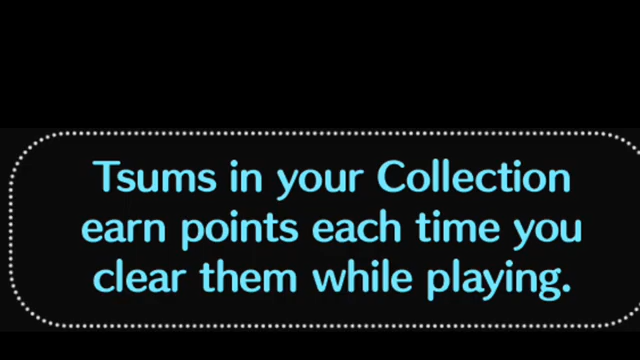 Tsums in your Collection
earn points each time you
clear them while playing.